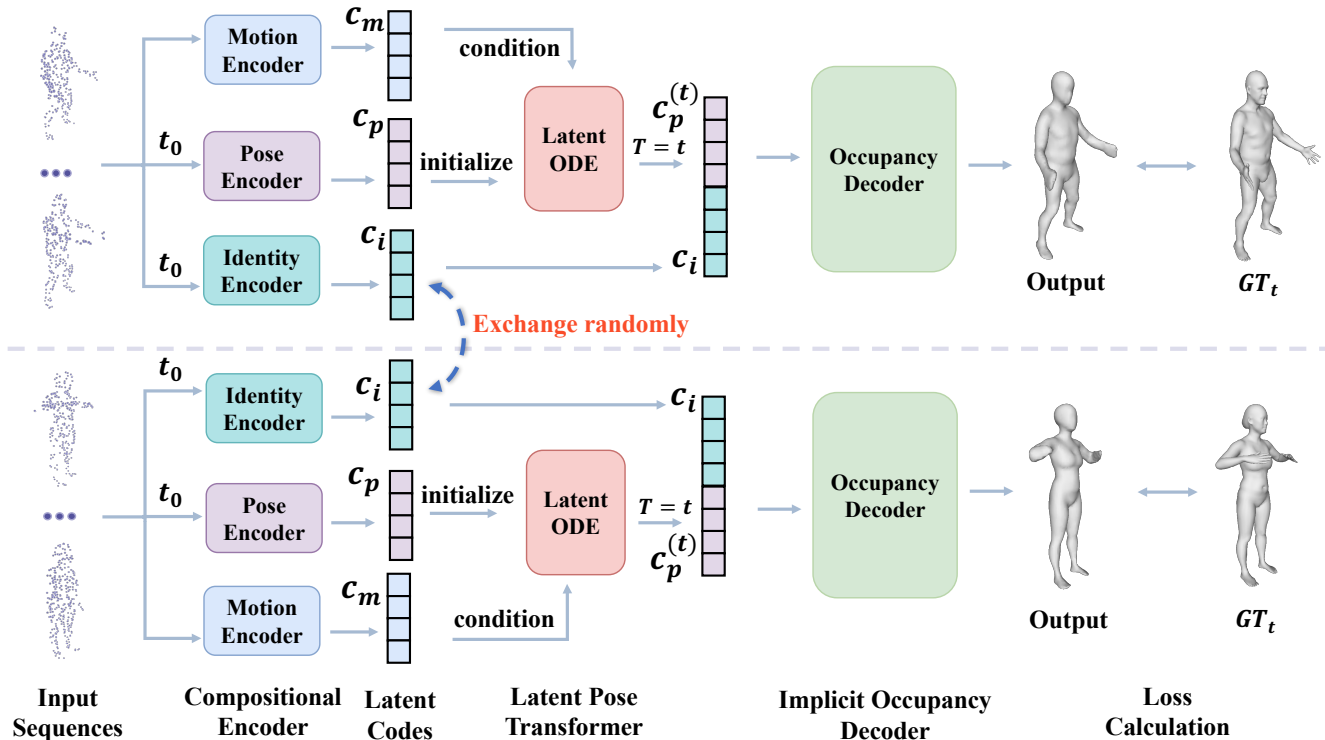 Motion
Encoder
c_m
condition
t_0
Pose
Encoder
c_p
initialize
Latent
ODE
c_p^{(t)}
T = t
Occupancy
Decoder
t_0
Identity
Encoder
c_i
c_i
Output
GT_t
Exchange randomly
t_0
Identity
Encoder
c_i
c_i
t_0
Pose
Encoder
c_p
initialize
Latent
ODE
T = t
c_p^{(t)}
Occupancy
Decoder
Motion
Encoder
c_m
condition
Output
GT_t
Input
Sequences
Compositional
Encoder
Latent
Codes
Latent Pose
Transformer
Implicit Occupancy
Decoder
Loss
Calculation